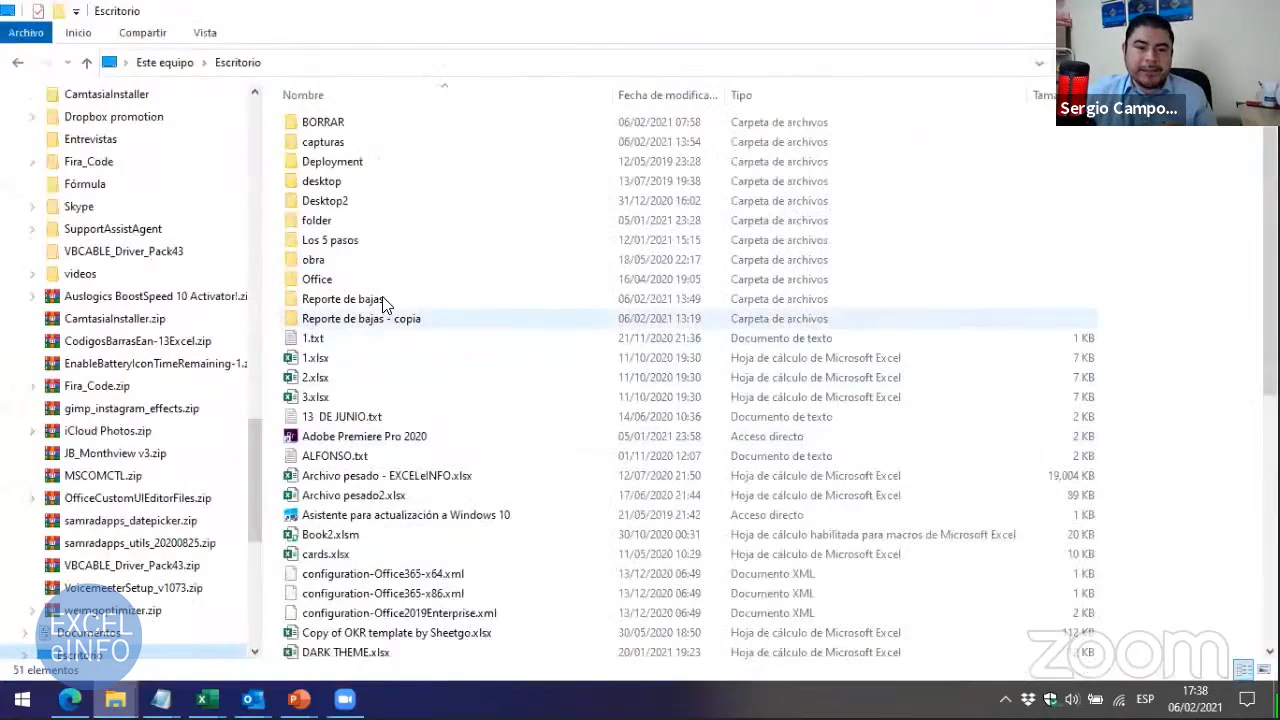 Escritorio
Archivo Inicio Compartir Vista
Este equipo Escritorio
Sergio Campo...
Nombre Fecha de modifica... Tipo Tama
CamtasiaInstaller
Dropbox promotion
Entrevistas
Fira_Code
Fórmula
Skype
SupportAssistAgent
VBCABLE_Driver_Pack43
videos
Auslogics BoostSpeed 10 Activator!.zi
CamtasiaInstaller.zip
CodigosBarrasEan-13Excel.zip
EnableBatteryIconTimeRemaining-1.z
Fira_Code.zip
gimp_instagram_effects.zip
iCloud Photos.zip
JB_Monthview v3.zip
MSCOMCTL.zip
OfficeCustomUIEditorFiles.zip
samradapps_datepicker.zip
samradapps_utils_20200825.zip
VBCABLE_Driver_Pack43.zip
VoicemeeterSetup_v1073.zip
weimgoptimizer.zip
Documentos
Escritorio
BORRAR 06/02/2021 07:58 Carpeta de archivos
capturas 06/02/2021 13:54 Carpeta de archivos
Deployment 12/05/2019 23:28 Carpeta de archivos
desktop 13/07/2019 19:38 Carpeta de archivos
Desktop2 31/12/2020 16:02 Carpeta de archivos
folder 05/01/2021 23:28 Carpeta de archivos
Los 5 pasos 12/01/2021 15:15 Carpeta de archivos
obra 18/05/2020 22:17 Carpeta de archivos
Office 16/04/2020 19:05 Carpeta de archivos
Reporte de bajas 06/02/2021 13:49 Carpeta de archivos
Reporte de bajas - copia 06/02/2021 13:19 Carpeta de archivos
1.txt 21/11/2020 21:36 Documento de texto 1 KB
1.xlsx 11/10/2020 19:30 Hoja de cálculo de Microsoft Excel 7 KB
2.xlsx 11/10/2020 19:30 Hoja de cálculo de Microsoft Excel 7 KB
3.xlsx 11/10/2020 19:30 Hoja de cálculo de Microsoft Excel 7 KB
13 DE JUNIO.txt 14/06/2020 10:36 Documento de texto 2 KB
Adobe Premiere Pro 2020 05/01/2021 23:58 Acceso directo 2 KB
ALFONSO.txt 01/11/2020 12:07 Documento de texto 2 KB
Archivo pesado - EXCELeINFO.xlsx 12/07/2020 21:50 Hoja de cálculo de Microsoft Excel 19,004 KB
Archivo pesado2.xlsx 17/06/2020 21:44 Hoja de cálculo de Microsoft Excel 89 KB
Asistente para actualización a Windows 10 21/05/2019 21:42 Acceso directo 1 KB
Book2.xlsm 30/10/2020 00:31 Hoja de cálculo habilitada para macros de Microsoft Excel 20 KB
cards.xlsx 11/05/2020 10:29 Hoja de cálculo de Microsoft Excel 10 KB
configuration-Office365-x64.xml 13/12/2020 06:49 Documento XML 1 KB
configuration-Office365-x86.xml 13/12/2020 06:49 Documento XML 1 KB
configuration-Office2019Enterprise.xml 13/12/2020 06:49 Documento XML 2 KB
Copy of OKR template by Sheetgo.xlsx 30/05/2020 18:50 Hoja de cálculo de Microsoft Excel 112 KB
DARK THEME.xlsx 20/01/2021 19:23 Hoja de cálculo de Microsoft Excel KB
EXCEL
eINFO
zoom
51 elementos
ESP
17:38
06/02/2021